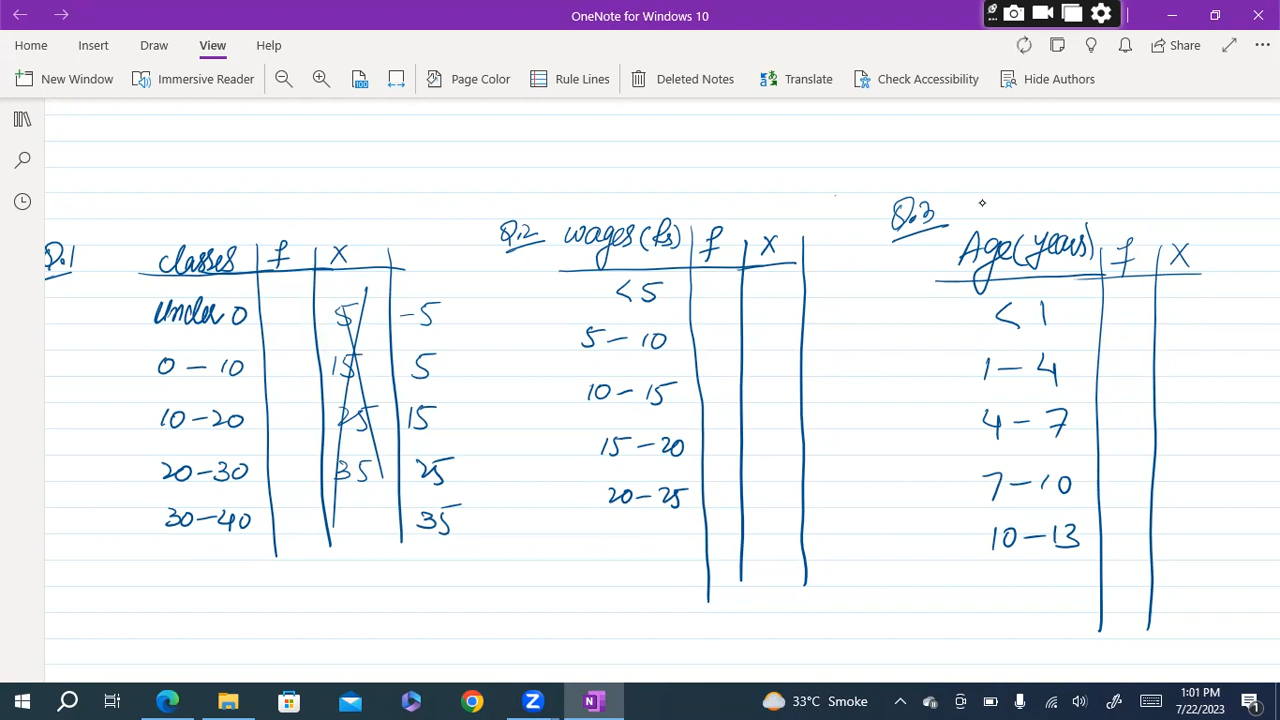 OneNote for Windows 10
Home Insert Draw View Help Share
New Window Immersive Reader Page Color Rule Lines Deleted Notes Translate Check Accessibility Hide Authors
Q.1
classes f X
under 0 5 -5
0 - 10 15 5
10 - 20 25 15
20 - 30 35 25
30 - 40 35
Q.2 wages (Rs) f X
< 5
5 - 10
10 - 15
15 - 20
20 - 25
Q.3
Age (years) f X
< 1
1 - 4
4 - 7
7 - 10
10 - 13
33°C Smoke
1:01 PM
7/22/2023
1